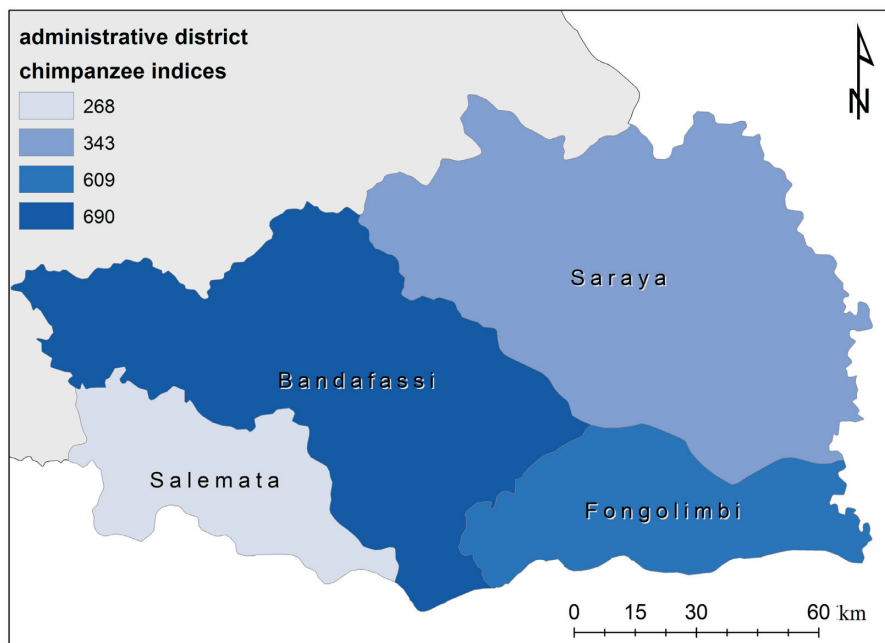 administrative district
chimpanzee indices
268
343
609
690
N
Saraya
Bandafassi
Salemata
Fongolimbi
0 15 30 60 km